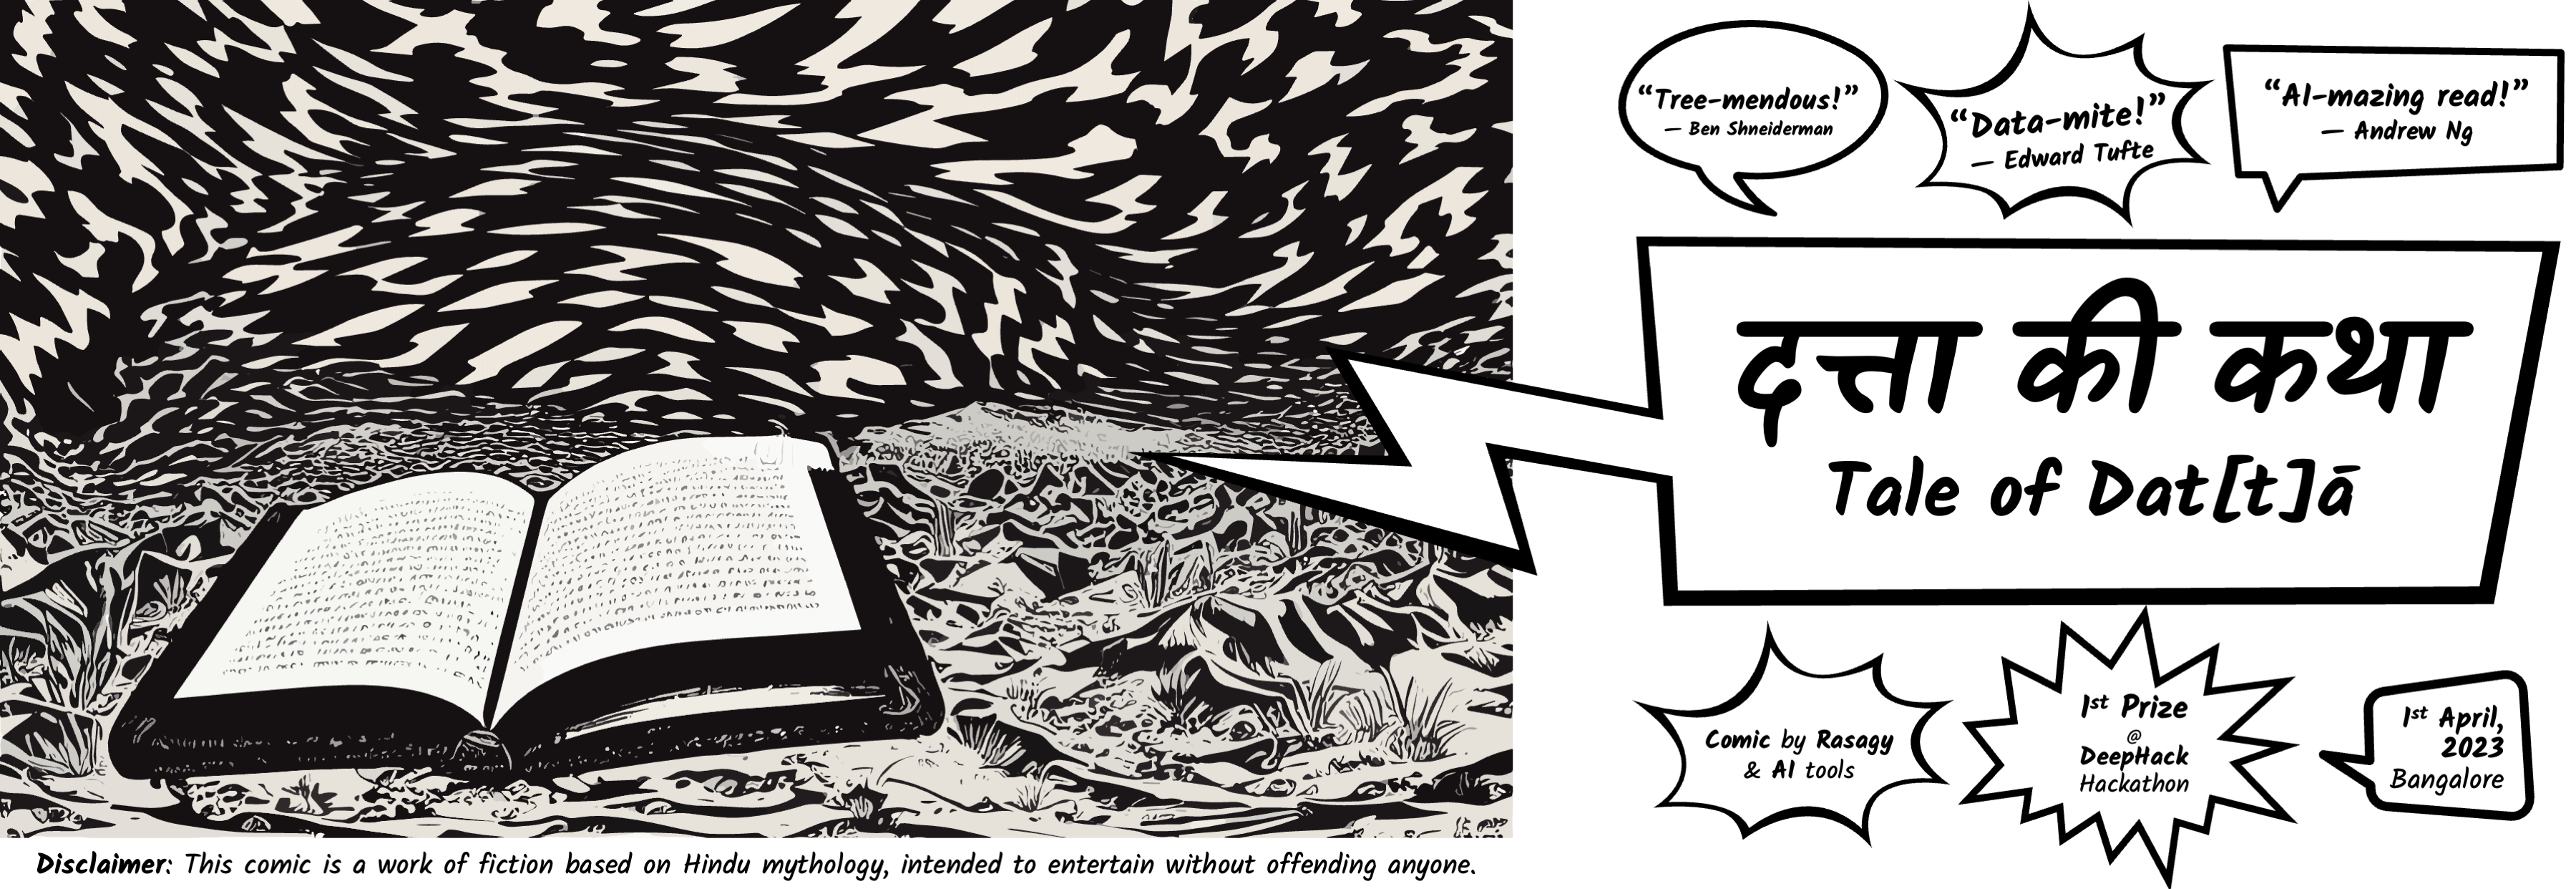 “Tree-mendous!”
— Ben Shneiderman
“Data-mite!”
— Edward Tufte
“AI-mazing read!”
— Andrew Ng
दत्ता की कथा
Tale of Dat[t]ā
Comic by Rasagy
& AI tools
1st Prize
@
DeepHack
Hackathon
1st April,
2023
Bangalore
Disclaimer: This comic is a work of fiction based on Hindu mythology, intended to entertain without offending anyone.